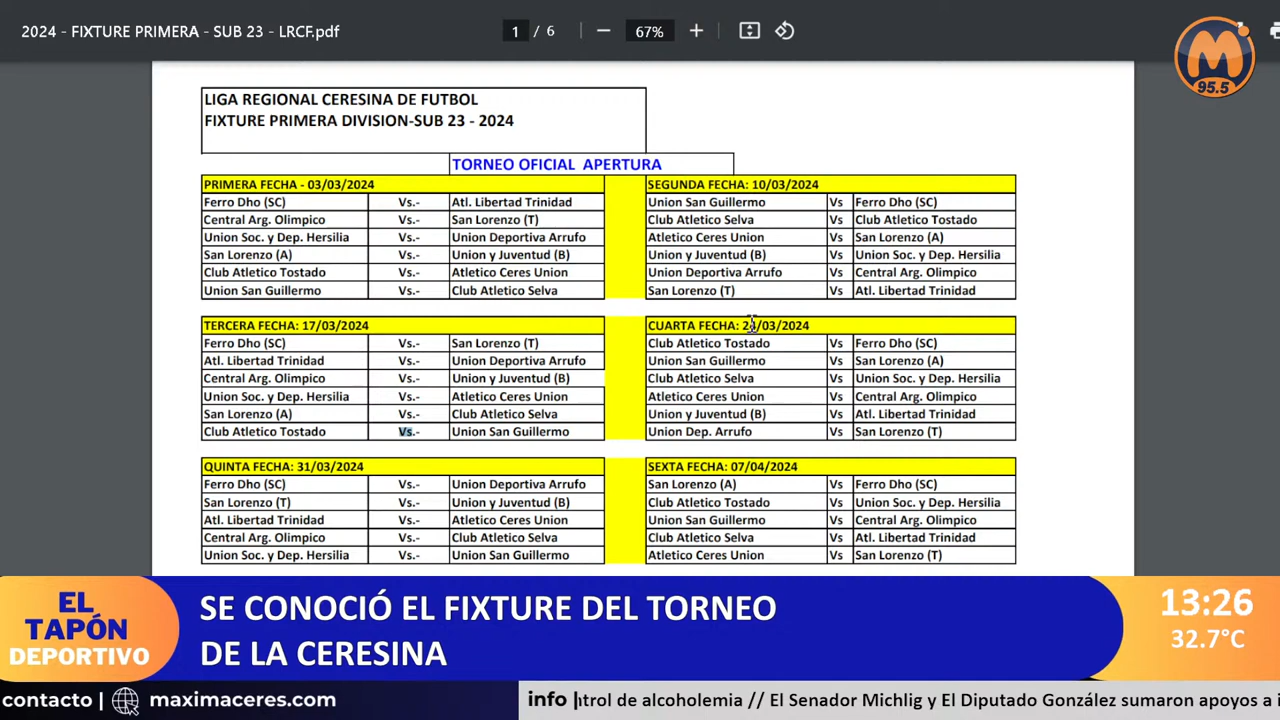 2024 - FIXTURE PRIMERA - SUB 23 - LRCF.pdf 1 / 6 67%
M
95.5
LIGA REGIONAL CERESINA DE FUTBOL
FIXTURE PRIMERA DIVISION-SUB 23 - 2024
TORNEO OFICIAL APERTURA
PRIMERA FECHA - 03/03/2024
Ferro Dho (SC) Vs.- Atl. Libertad Trinidad
Central Arg. Olimpico Vs.- San Lorenzo (T)
Union Soc. y Dep. Hersilia Vs.- Union Deportiva Arrufo
San Lorenzo (A) Vs.- Union y Juventud (B)
Club Atletico Tostado Vs.- Atletico Ceres Union
Union San Guillermo Vs.- Club Atletico Selva
SEGUNDA FECHA: 10/03/2024
Union San Guillermo Vs Ferro Dho (SC)
Club Atletico Selva Vs Club Atletico Tostado
Atletico Ceres Union Vs San Lorenzo (A)
Union y Juventud (B) Vs Union Soc. y Dep. Hersilia
Union Deportiva Arrufo Vs Central Arg. Olimpico
San Lorenzo (T) Vs Atl. Libertad Trinidad
TERCERA FECHA: 17/03/2024
Ferro Dho (SC) Vs.- San Lorenzo (T)
Atl. Libertad Trinidad Vs.- Union Deportiva Arrufo
Central Arg. Olimpico Vs.- Union y Juventud (B)
Union Soc. y Dep. Hersilia Vs.- Atletico Ceres Union
San Lorenzo (A) Vs.- Club Atletico Selva
Club Atletico Tostado Vs.- Union San Guillermo
CUARTA FECHA: 24/03/2024
Club Atletico Tostado Vs Ferro Dho (SC)
Union San Guillermo Vs San Lorenzo (A)
Club Atletico Selva Vs Union Soc. y Dep. Hersilia
Atletico Ceres Union Vs Central Arg. Olimpico
Union y Juventud (B) Vs Atl. Libertad Trinidad
Union Dep. Arrufo Vs San Lorenzo (T)
QUINTA FECHA: 31/03/2024
Ferro Dho (SC) Vs.- Union Deportiva Arrufo
San Lorenzo (T) Vs.- Union y Juventud (B)
Atl. Libertad Trinidad Vs.- Atletico Ceres Union
Central Arg. Olimpico Vs.- Club Atletico Selva
Union Soc. y Dep. Hersilia Vs.- Union San Guillermo
SEXTA FECHA: 07/04/2024
San Lorenzo (A) Vs Ferro Dho (SC)
Club Atletico Tostado Vs Union Soc. y Dep. Hersilia
Union San Guillermo Vs Central Arg. Olimpico
Club Atletico Selva Vs Atl. Libertad Trinidad
Atletico Ceres Union Vs San Lorenzo (T)
EL
TAPÓN
DEPORTIVO
SE CONOCIÓ EL FIXTURE DEL TORNEO
DE LA CERESINA
13:26
32.7°C
contacto | maximaceres.com
info | trol de alcoholemia // El Senador Michlig y El Diputado González sumaron apoyos a